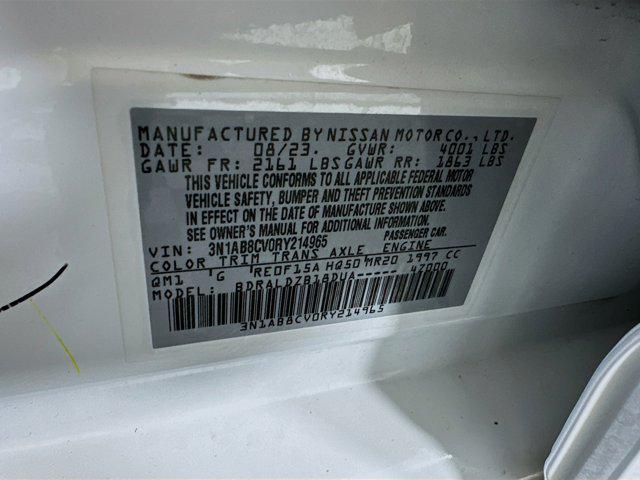 MANUFACTURED BY NISSAN MOTOR CO., LTD.
DATE: 08/23. GVWR: 4001 LBS
GAWR FR: 2161 LBS GAWR RR: 1863 LBS
THIS VEHICLE CONFORMS TO ALL APPLICABLE FEDERAL MOTOR
VEHICLE SAFETY, BUMPER AND THEFT PREVENTION STANDARDS
IN EFFECT ON THE DATE OF MANUFACTURE SHOWN ABOVE.
SEE OWNER'S MANUAL FOR ADDITIONAL INFORMATION.
VIN: 3N1AB8CV0RY214965 PASSENGER CAR.
COLOR TRIM TRANS AXLE ENGINE
QM1 G RE0F15A HQ50 MR20 1997 CC
MODEL: BDRALDZB18DUA----- 47000
3N1AB8CV0RY214965